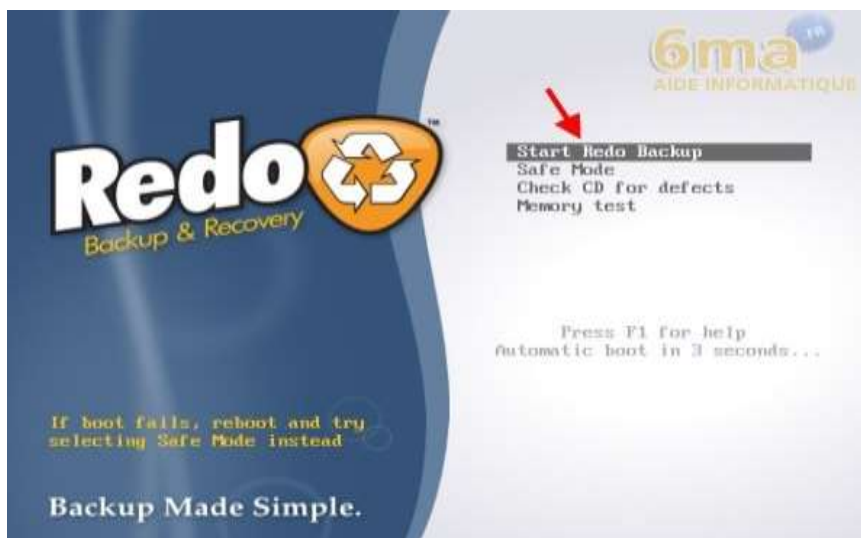 6ma
TR
AIDE INFORMATIQUE
Redo
TM
Backup & Recovery
Start Redo Backup
Safe Mode
Check CD for defects
Memory test
Press F1 for help
Automatic boot in 3 seconds...
If boot fails, reboot and try
selecting Safe Mode instead
Backup Made Simple.